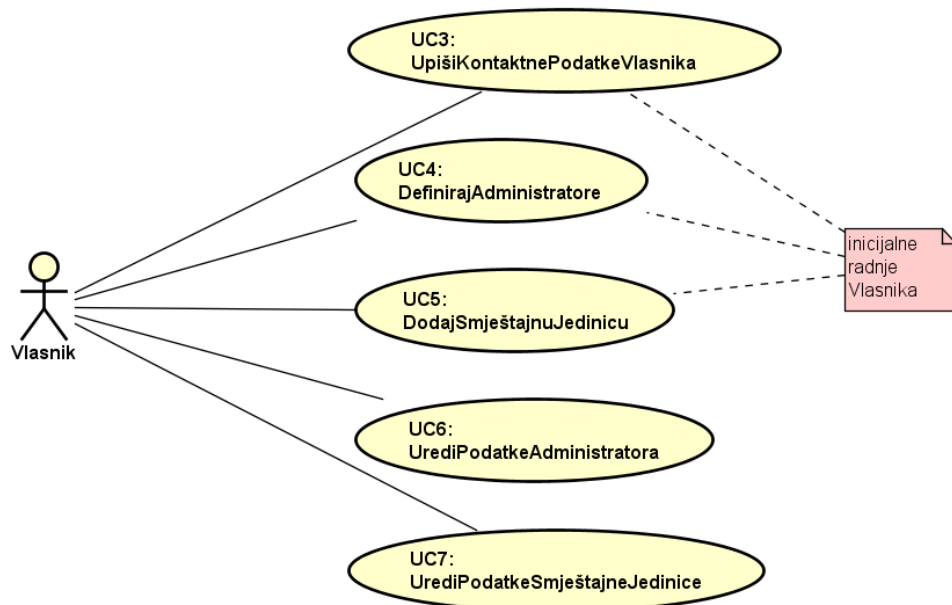 UC3:
UpišiKontaktnePodatkeVlasnika
UC4:
DefinirajAdministratore
inicijalne
radnje
Vlasnika
UC5:
DodajSmještajnuJedinicu
Vlasnik
UC6:
UrediPodatkeAdministratora
UC7:
UrediPodatkeSmještajneJedinice